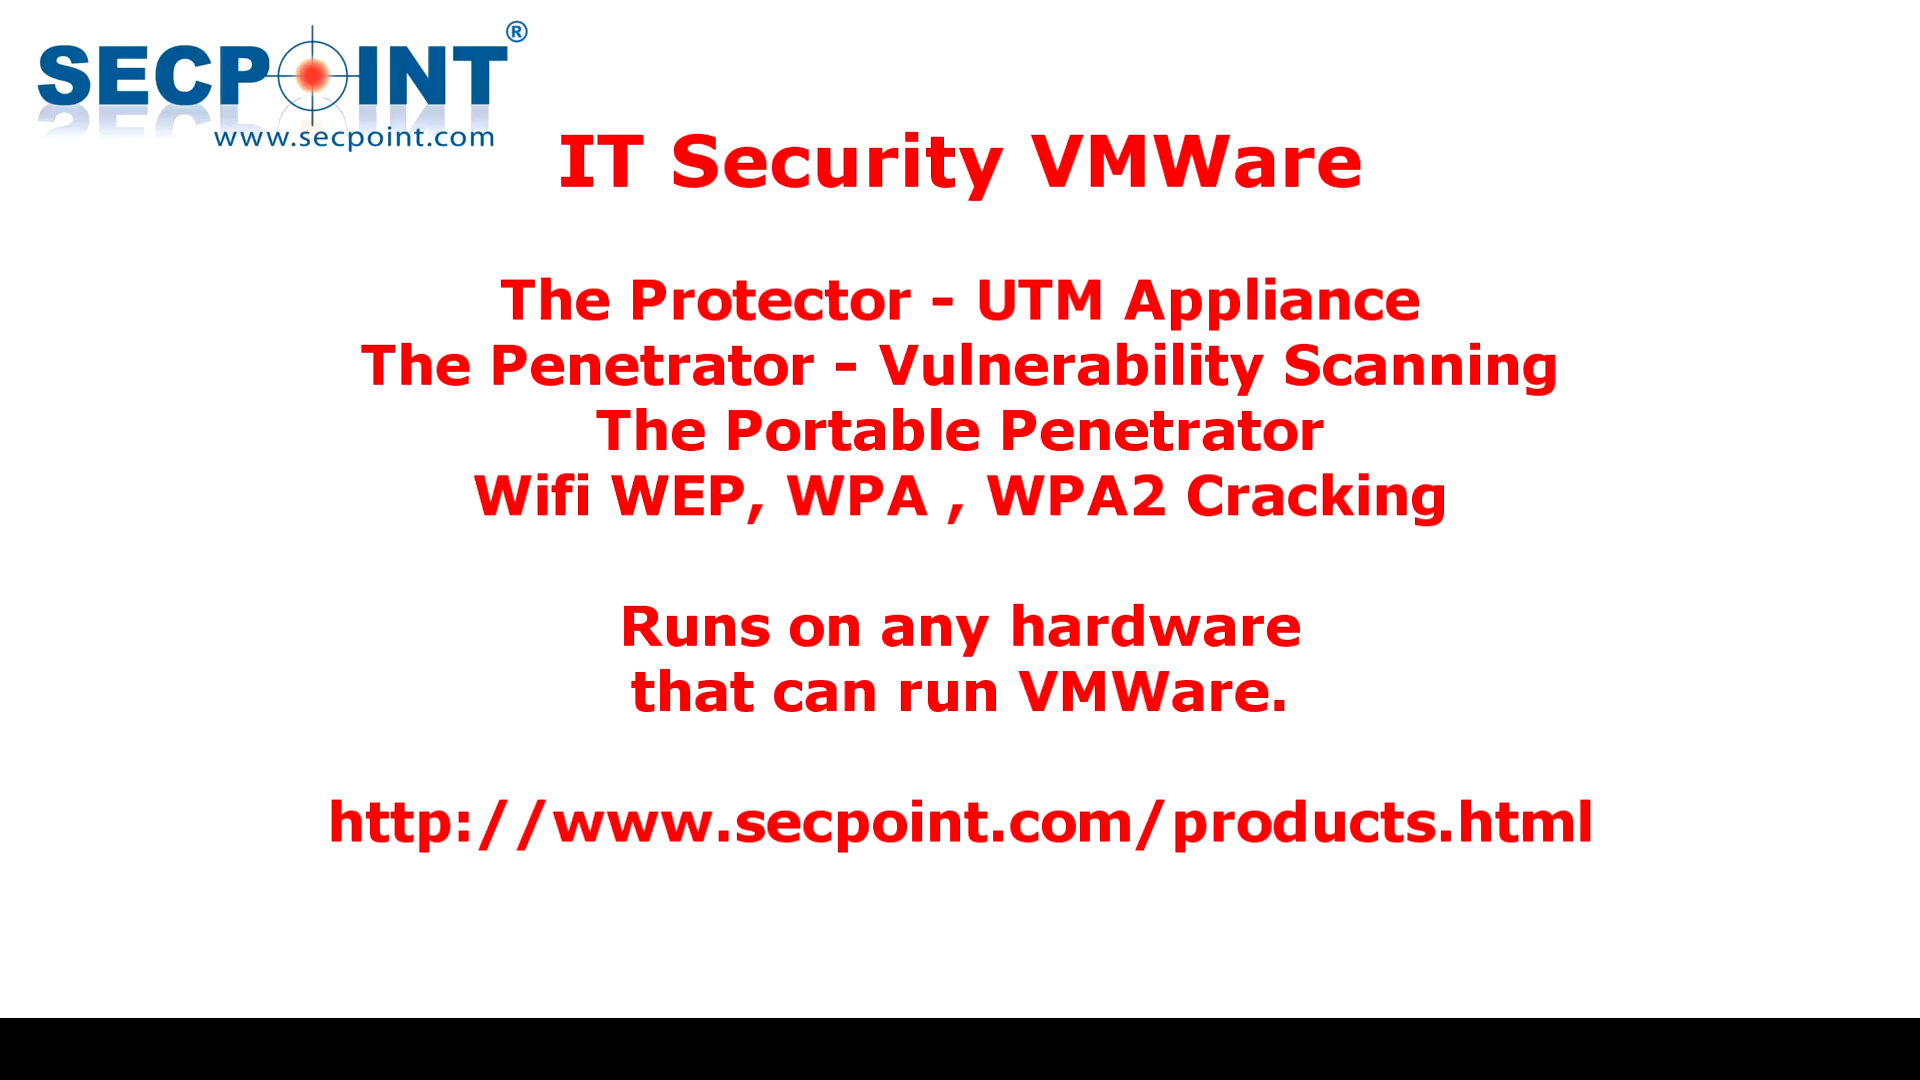 SECPOINT®
www.secpoint.com
IT Security VMWare
The Protector - UTM Appliance
The Penetrator - Vulnerability Scanning
The Portable Penetrator
Wifi WEP, WPA , WPA2 Cracking
Runs on any hardware
that can run VMWare.
http://www.secpoint.com/products.html